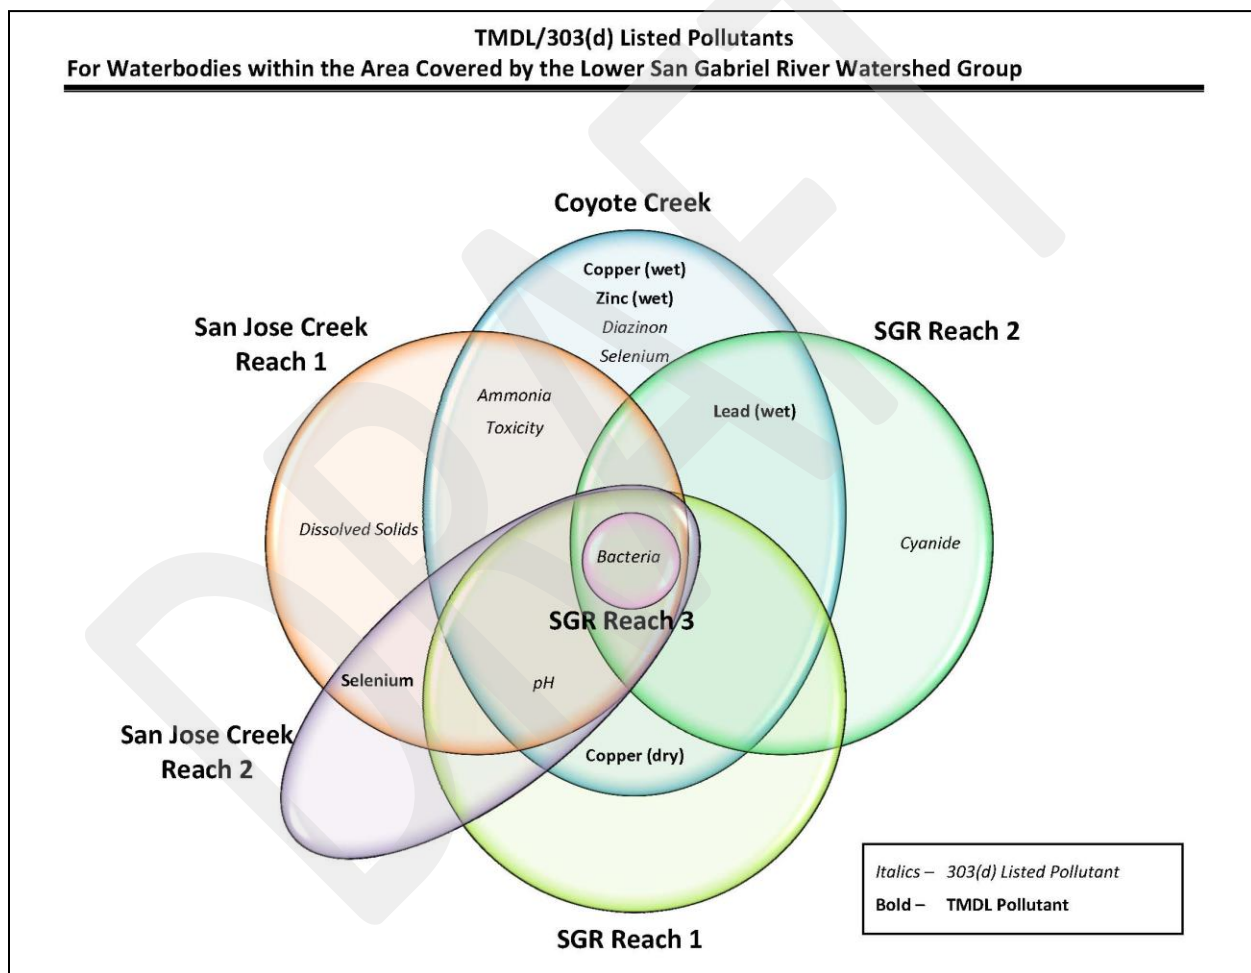 TMDL/303(d) Listed Pollutants
For Waterbodies within the Area Covered by the Lower San Gabriel River Watershed Group
DRAFT
Coyote Creek
Copper (wet)
Zinc (wet)
Diazinon
Selenium
San Jose Creek
Reach 1
SGR Reach 2
Ammonia
Toxicity
Lead (wet)
Dissolved Solids
Cyanide
Bacteria
SGR Reach 3
Selenium
pH
San Jose Creek
Reach 2
Copper (dry)
Italics – 303(d) Listed Pollutant
Bold – TMDL Pollutant
SGR Reach 1